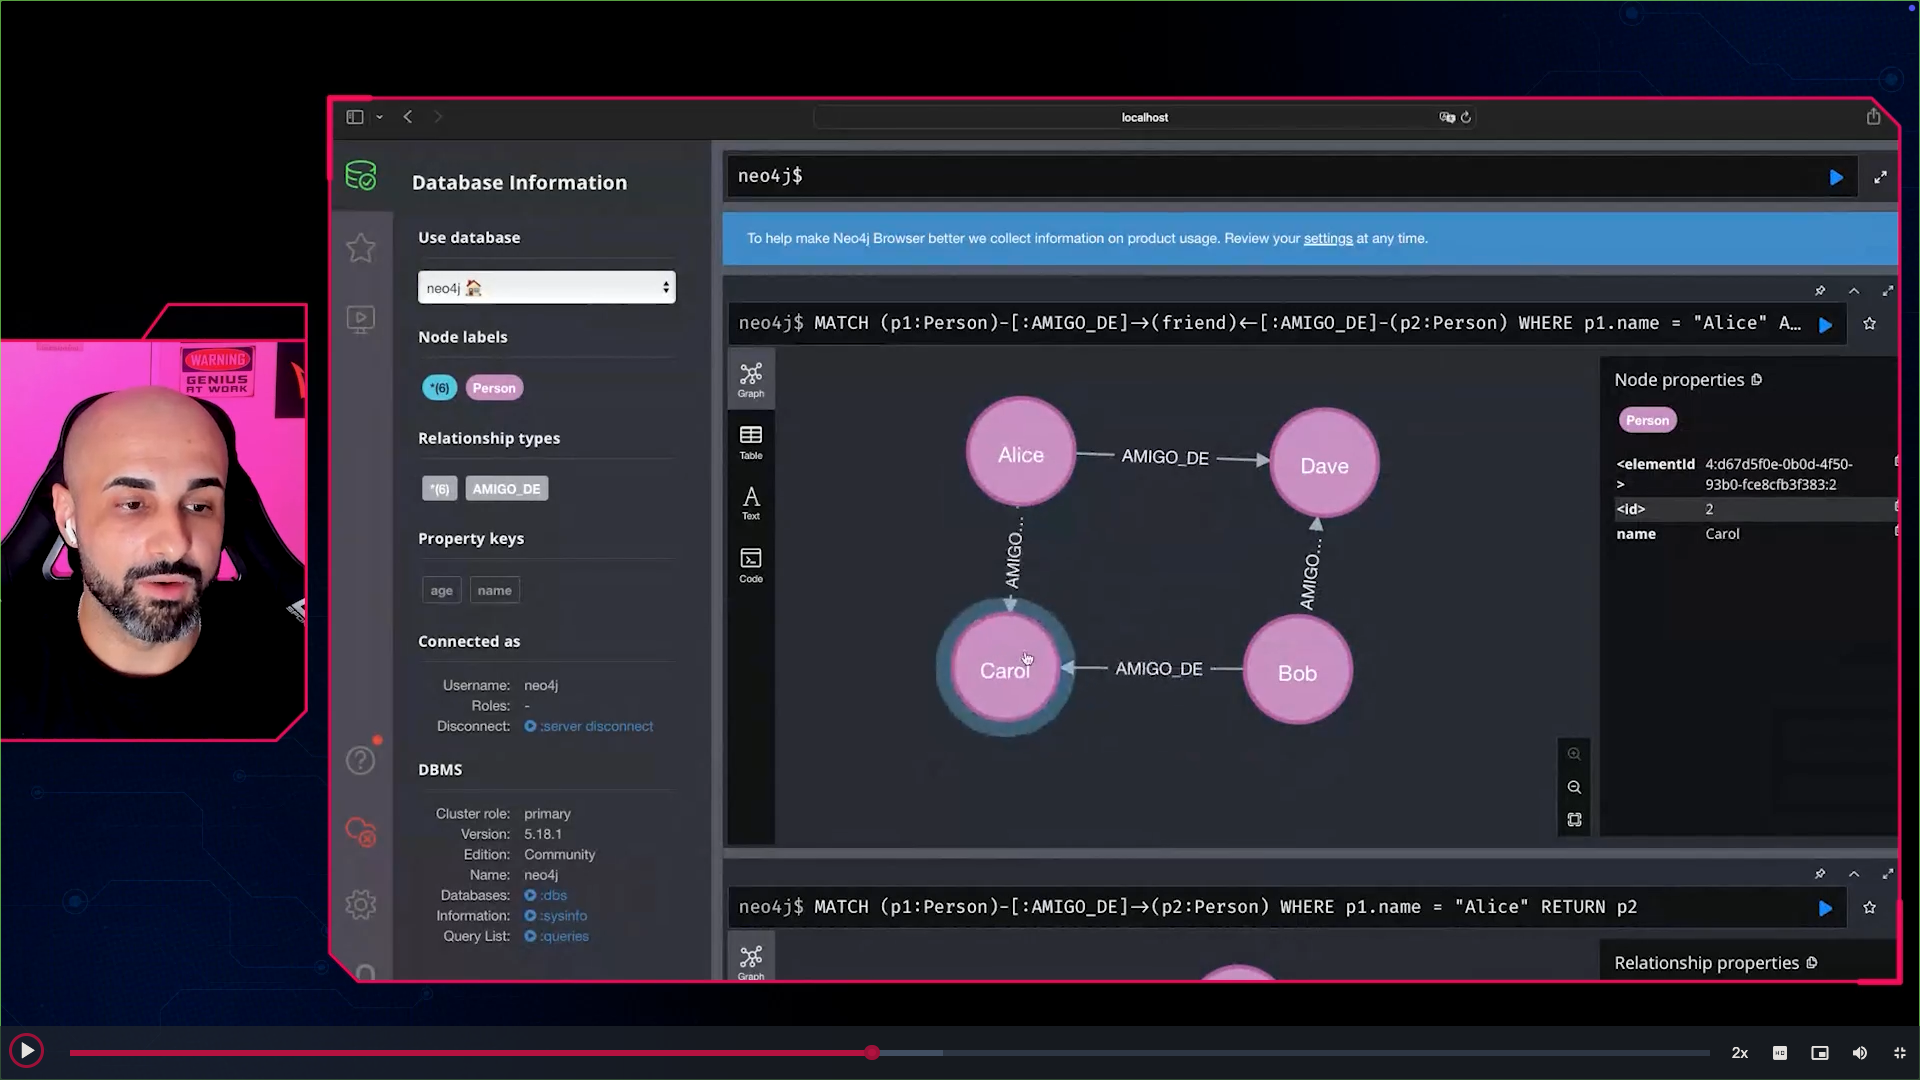 localhost
Database Information
Use database
neo4j
Node labels
*(6) Person
Relationship types
*(6) AMIGO_DE
Property keys
age name
Connected as
Username: neo4j
Roles: -
Disconnect: :server disconnect
DBMS
Cluster role: primary
Version: 5.18.1
Edition: Community
Name: neo4j
Databases: :dbs
Information: :sysinfo
Query List: :queries
neo4j$
To help make Neo4j Browser better we collect information on product usage. Review your settings at any time.
neo4j$ MATCH (p1:Person)-[:AMIGO_DE]→(friend)←[:AMIGO_DE]-(p2:Person) WHERE p1.name = "Alice" A...
Graph
Table
Text
Code
Alice
AMIGO_DE
Dave
AMIGO...
AMIGO...
Carol
AMIGO_DE
Bob
Node properties
Person
<elementId 4:d67d5f0e-0b0d-4f50-
> 93b0-fce8cfb3f383:2
<id> 2
name Carol
neo4j$ MATCH (p1:Person)-[:AMIGO_DE]→(p2:Person) WHERE p1.name = "Alice" RETURN p2
Graph
Relationship properties
WARNING
GENIUS
AT WORK
2x
HD